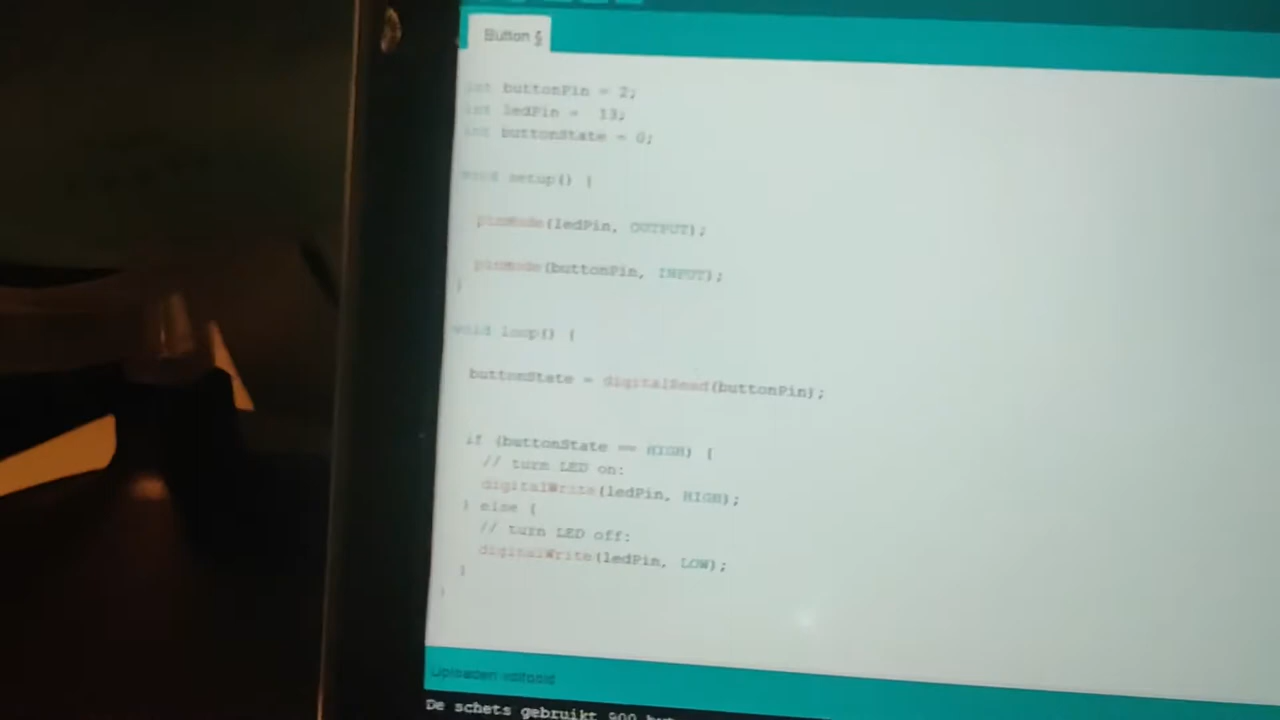 Button §
int buttonPin = 2;
int ledPin =  13;
int buttonState = 0;
void setup() {
pinMode(ledPin, OUTPUT);
pinMode(buttonPin, INPUT);
}
void loop() {
buttonState = digitalRead(buttonPin);
if (buttonState == HIGH) {
// turn LED on:
digitalWrite(ledPin, HIGH);
} else {
// turn LED off:
digitalWrite(ledPin, LOW);
}
}
Uploaden voltooid
De schets gebruikt 900